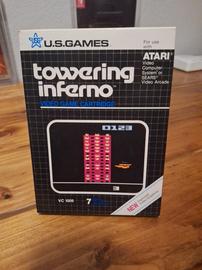 U.S. GAMES
towering
inferno
VIDEO GAME CARTRIDGE
For use
with
ATARI
Video
Computer
System or
SEARS
Video Arcade
0123
VC 1009
7
NEW